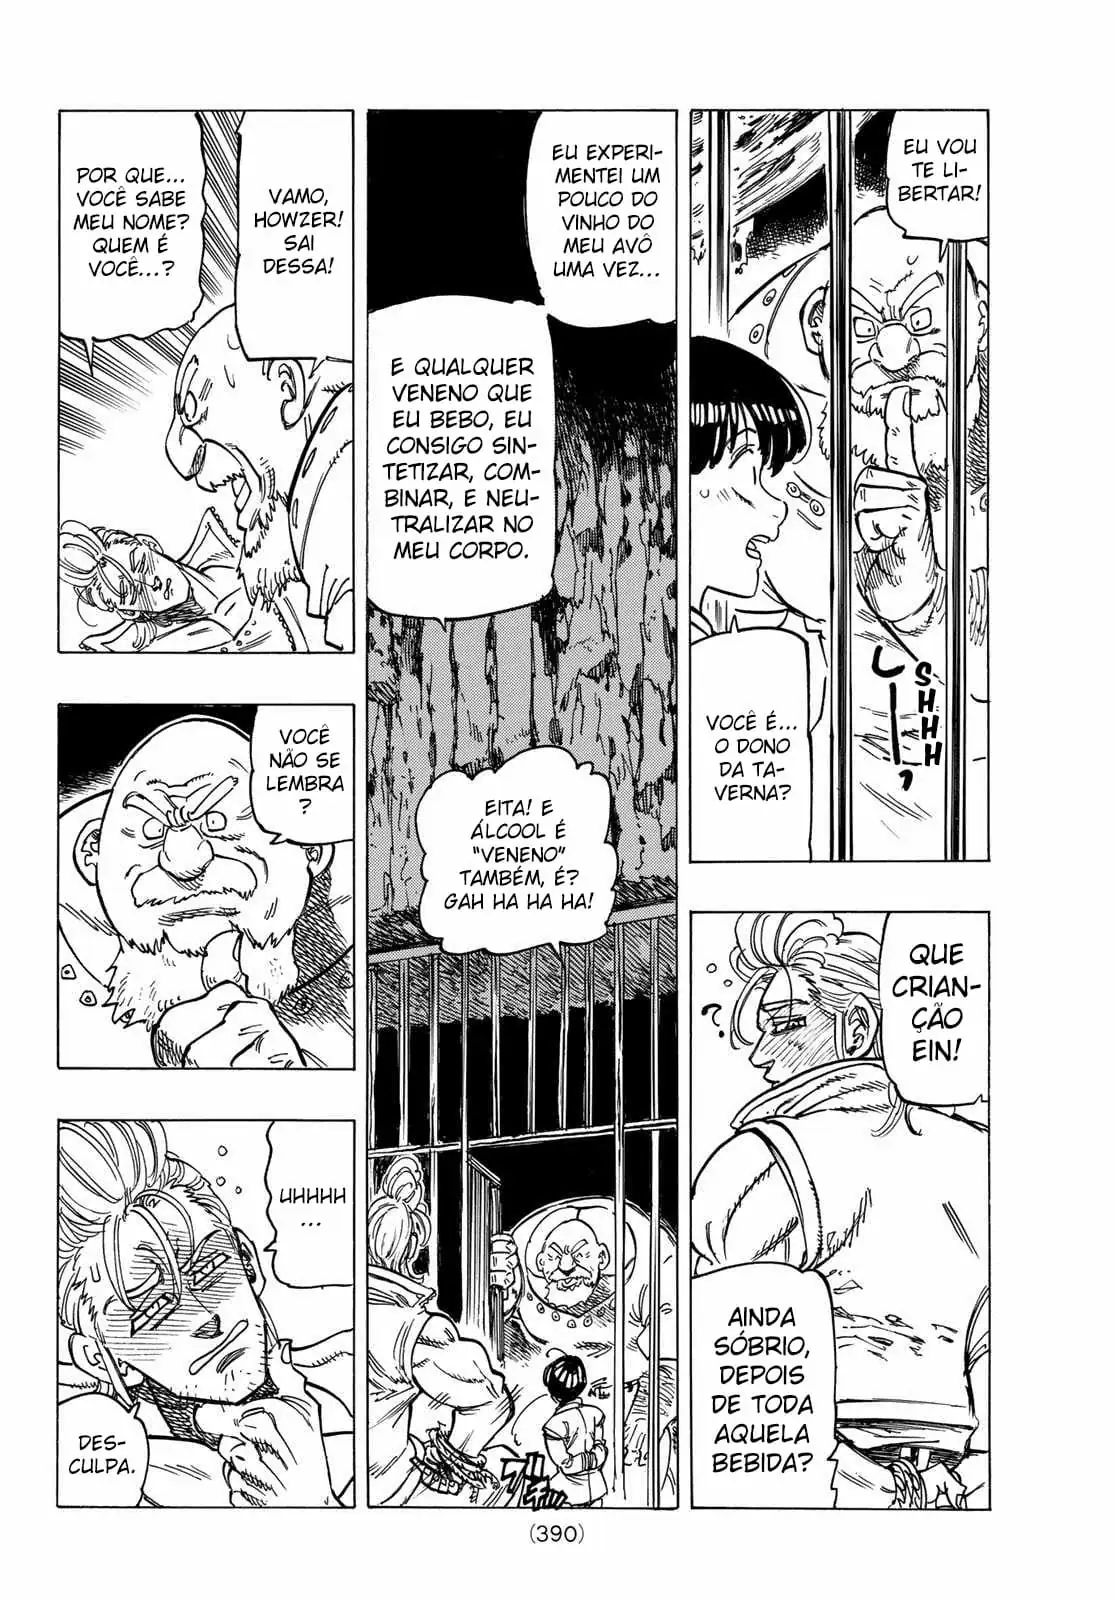 EU VOU
TE LI-
BERTAR!
SHHHH
し
ー
ッ
VOCÊ É...
O DONO
DA TA-
VERNA?
QUE
CRIAN-
ÇÃO
EIN!
?
AINDA
SÓBRIO,
DEPOIS
DE TODA
AQUELA
BEBIDA?
EU EXPERI-
MENTEI UM
POUCO DO
VINHO DO
MEU AVÔ
UMA VEZ...
E QUALQUER
VENENO QUE
EU BEBO, EU
CONSIGO SIN-
TETIZAR, COM-
BINAR, E NEU-
TRALIZAR NO
MEU CORPO.
EITA! E
ÁLCOOL É
"VENENO"
TAMBÉM, É?
GAH HA HA HA!
VAMO,
HOWZER!
SAI
DESSA!
POR QUE...
VOCÊ SABE
MEU NOME?
QUEM É
VOCÊ...?
VOCÊ
NÃO SE
LEMBRA
?
UHHHH
...
DES-
CULPA.
(390)